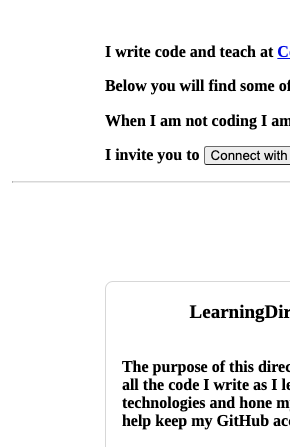 I write code and teach at
Below you will find some of
When I am not coding I am
I invite you to Connect with
LearningDir
The purpose of this direc
all the code I write as I le
technologies and hone my
help keep my GitHub acc